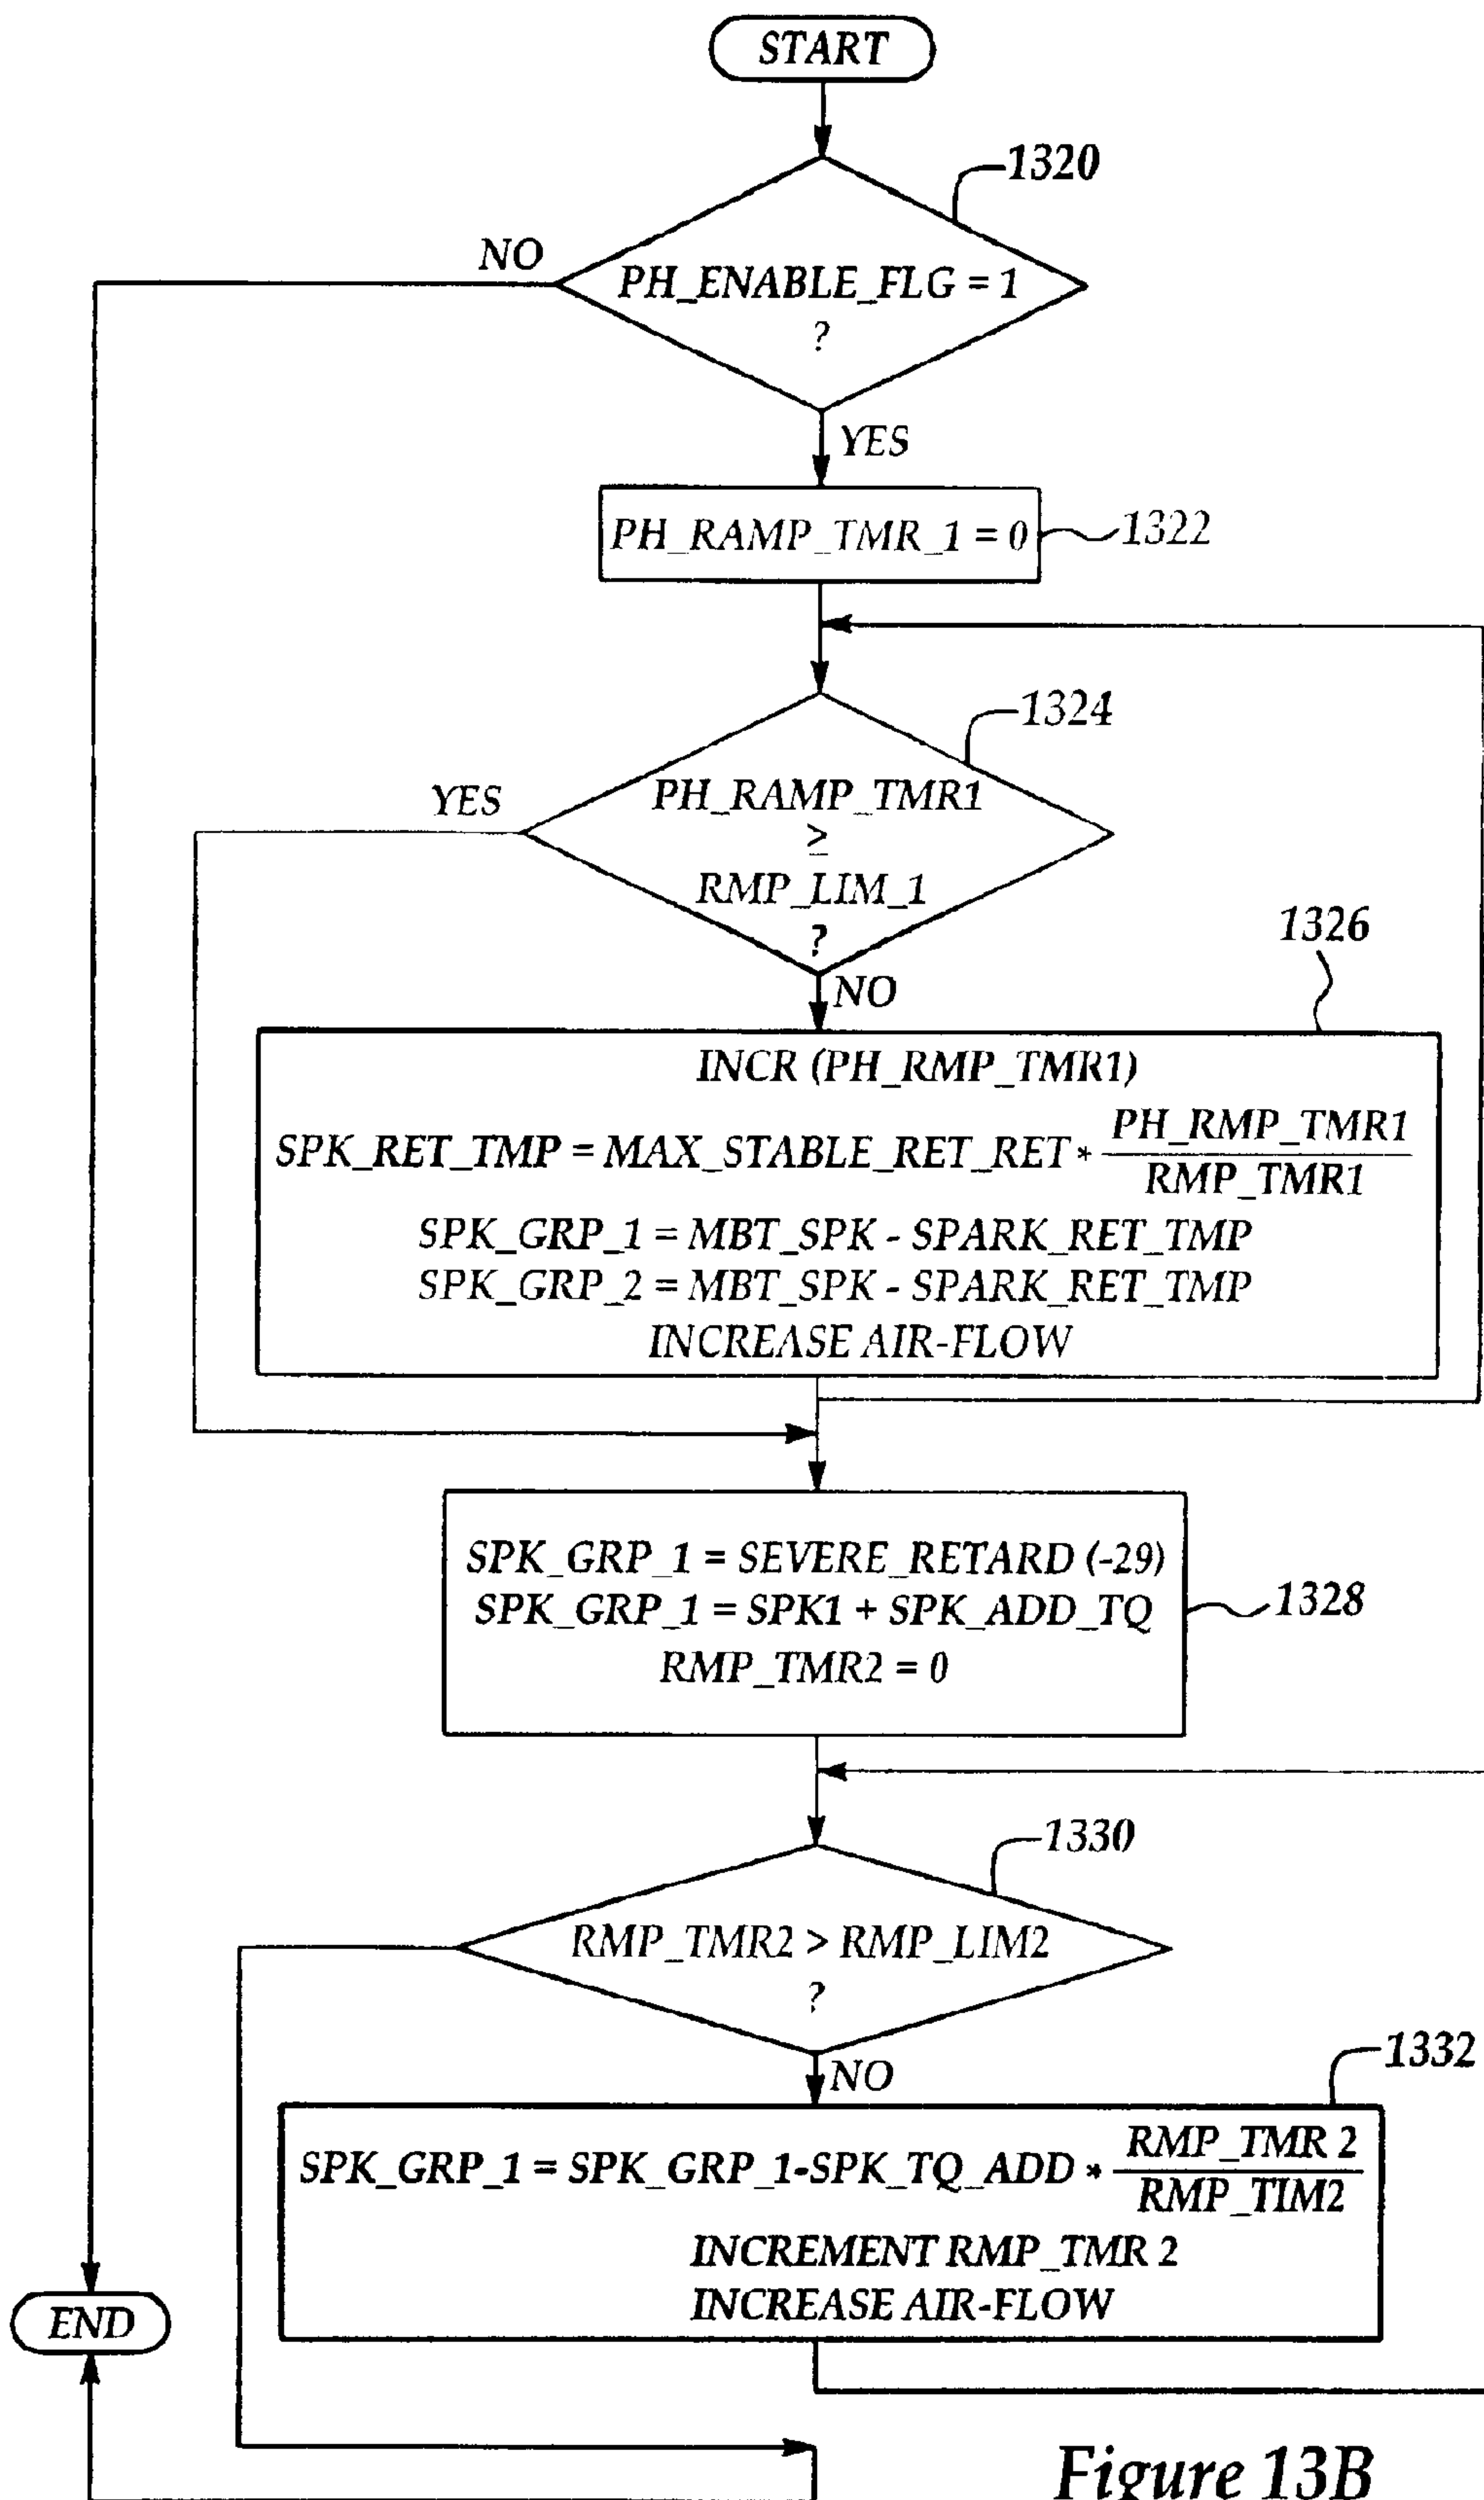 START
1320
NO
PH_ENABLE_FLG = 1
?
YES
PH_RAMP_TMR_1 = 0
1322
1324
YES
PH_RAMP_TMR1
≥
RMP_LIM_1
?
1326
NO
INCR (PH_RMP_TMR1)
SPK_RET_TMP = MAX_STABLE_RET_RET * PH_RMP_TMR1
RMP_TMR1
SPK_GRP_1 = MBT_SPK - SPARK_RET_TMP
SPK_GRP_2 = MBT_SPK - SPARK_RET_TMP
INCREASE AIR-FLOW
SPK_GRP_1 = SEVERE_RETARD (-29)
SPK_GRP_1 = SPK1 + SPK_ADD_TQ
1328
RMP_TMR2 = 0
1330
RMP_TMR2 > RMP_LIM2
?
1332
NO
SPK_GRP_1 = SPK_GRP_1-SPK_TQ_ADD * RMP_TMR 2
RMP_TIM2
INCREMENT RMP_TMR 2
INCREASE AIR-FLOW
END
Figure 13B